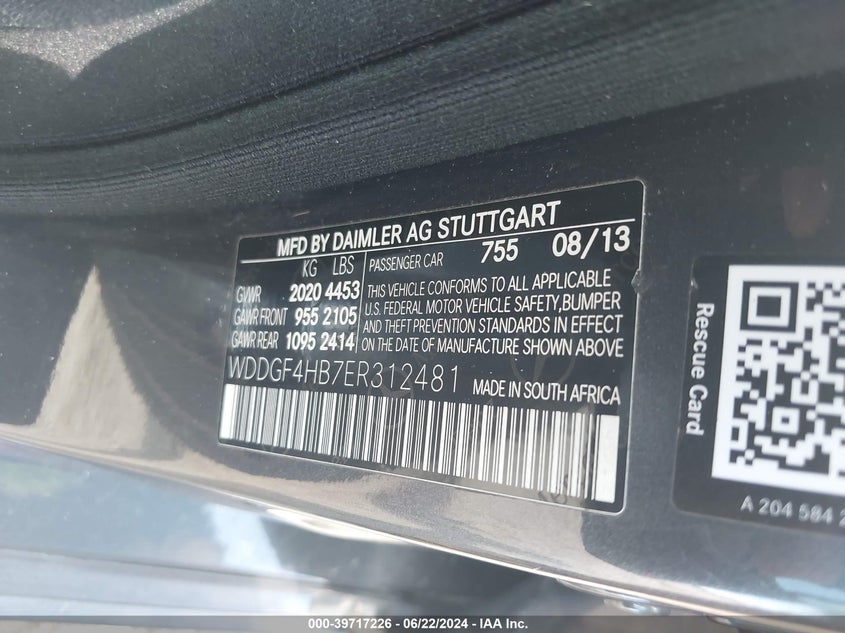 MFD BY DAIMLER AG STUTTGART
KG LBS
GVWR 2020 4453
GAWR FRONT 955 2105
GAWR REAR 1095 2414
PASSENGER CAR 755 08/13
THIS VEHICLE CONFORMS TO ALL APPLICABLE
U.S. FEDERAL MOTOR VEHICLE SAFETY, BUMPER
AND THEFT PREVENTION STANDARDS IN EFFECT
ON THE DATE OF MANUFACTURE SHOWN ABOVE
WDDGF4HB7ER312481 MADE IN SOUTH AFRICA
Rescue Card
A 204 584 2
000-39717226 - 06/22/2024 - IAA Inc.